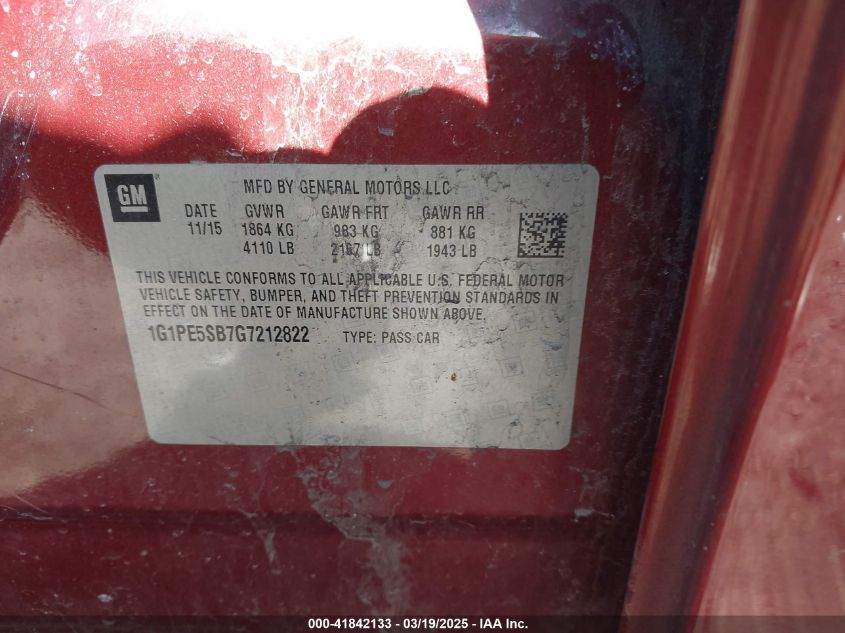 GM
MFD BY GENERAL MOTORS LLC
DATE GVWR GAWR FRT GAWR RR
11/15 1864 KG 983 KG 881 KG
4110 LB 2167 LB 1943 LB
THIS VEHICLE CONFORMS TO ALL APPLICABLE U.S. FEDERAL MOTOR
VEHICLE SAFETY, BUMPER, AND THEFT PREVENTION STANDARDS IN
EFFECT ON THE DATE OF MANUFACTURE SHOWN ABOVE.
1G1PE5SB7G7212822 TYPE: PASS CAR
000-41842133 - 03/19/2025 - IAA Inc.